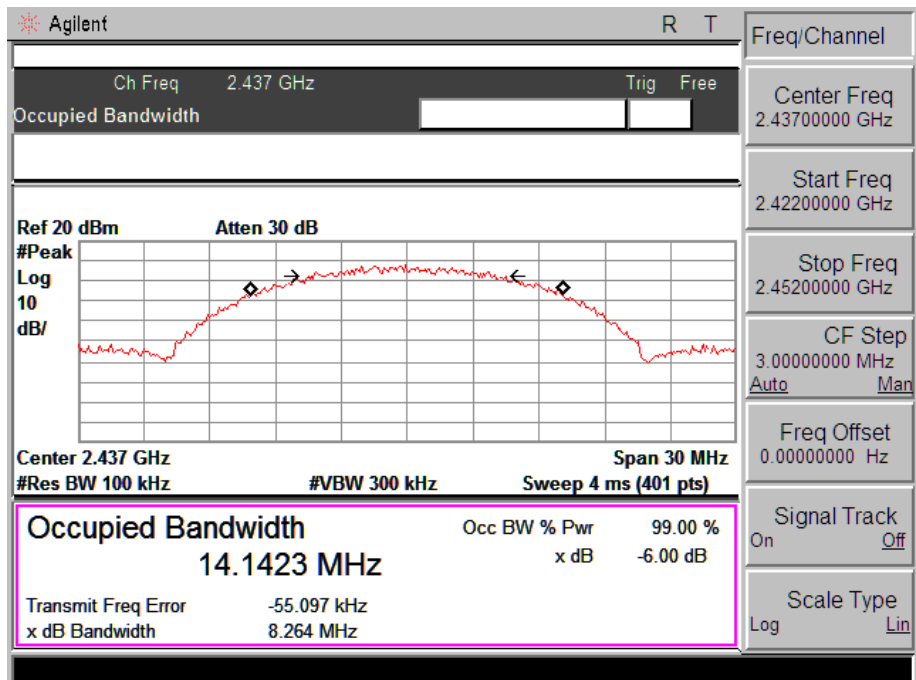 Agilent R T
Ch Freq 2.437 GHz Trig Free
Occupied Bandwidth
Ref 20 dBm Atten 30 dB
#Peak
Log
10
dB/
Center 2.437 GHz Span 30 MHz
#Res BW 100 kHz #VBW 300 kHz Sweep 4 ms (401 pts)
Occupied Bandwidth
14.1423 MHz
Occ BW % Pwr 99.00 %
x dB -6.00 dB
Transmit Freq Error -55.097 kHz
x dB Bandwidth 8.264 MHz
Freq/Channel
Center Freq
2.43700000 GHz
Start Freq
2.42200000 GHz
Stop Freq
2.45200000 GHz
CF Step
3.00000000 MHz
Auto Man
Freq Offset
0.00000000 Hz
Signal Track
On Off
Scale Type
Log Lin